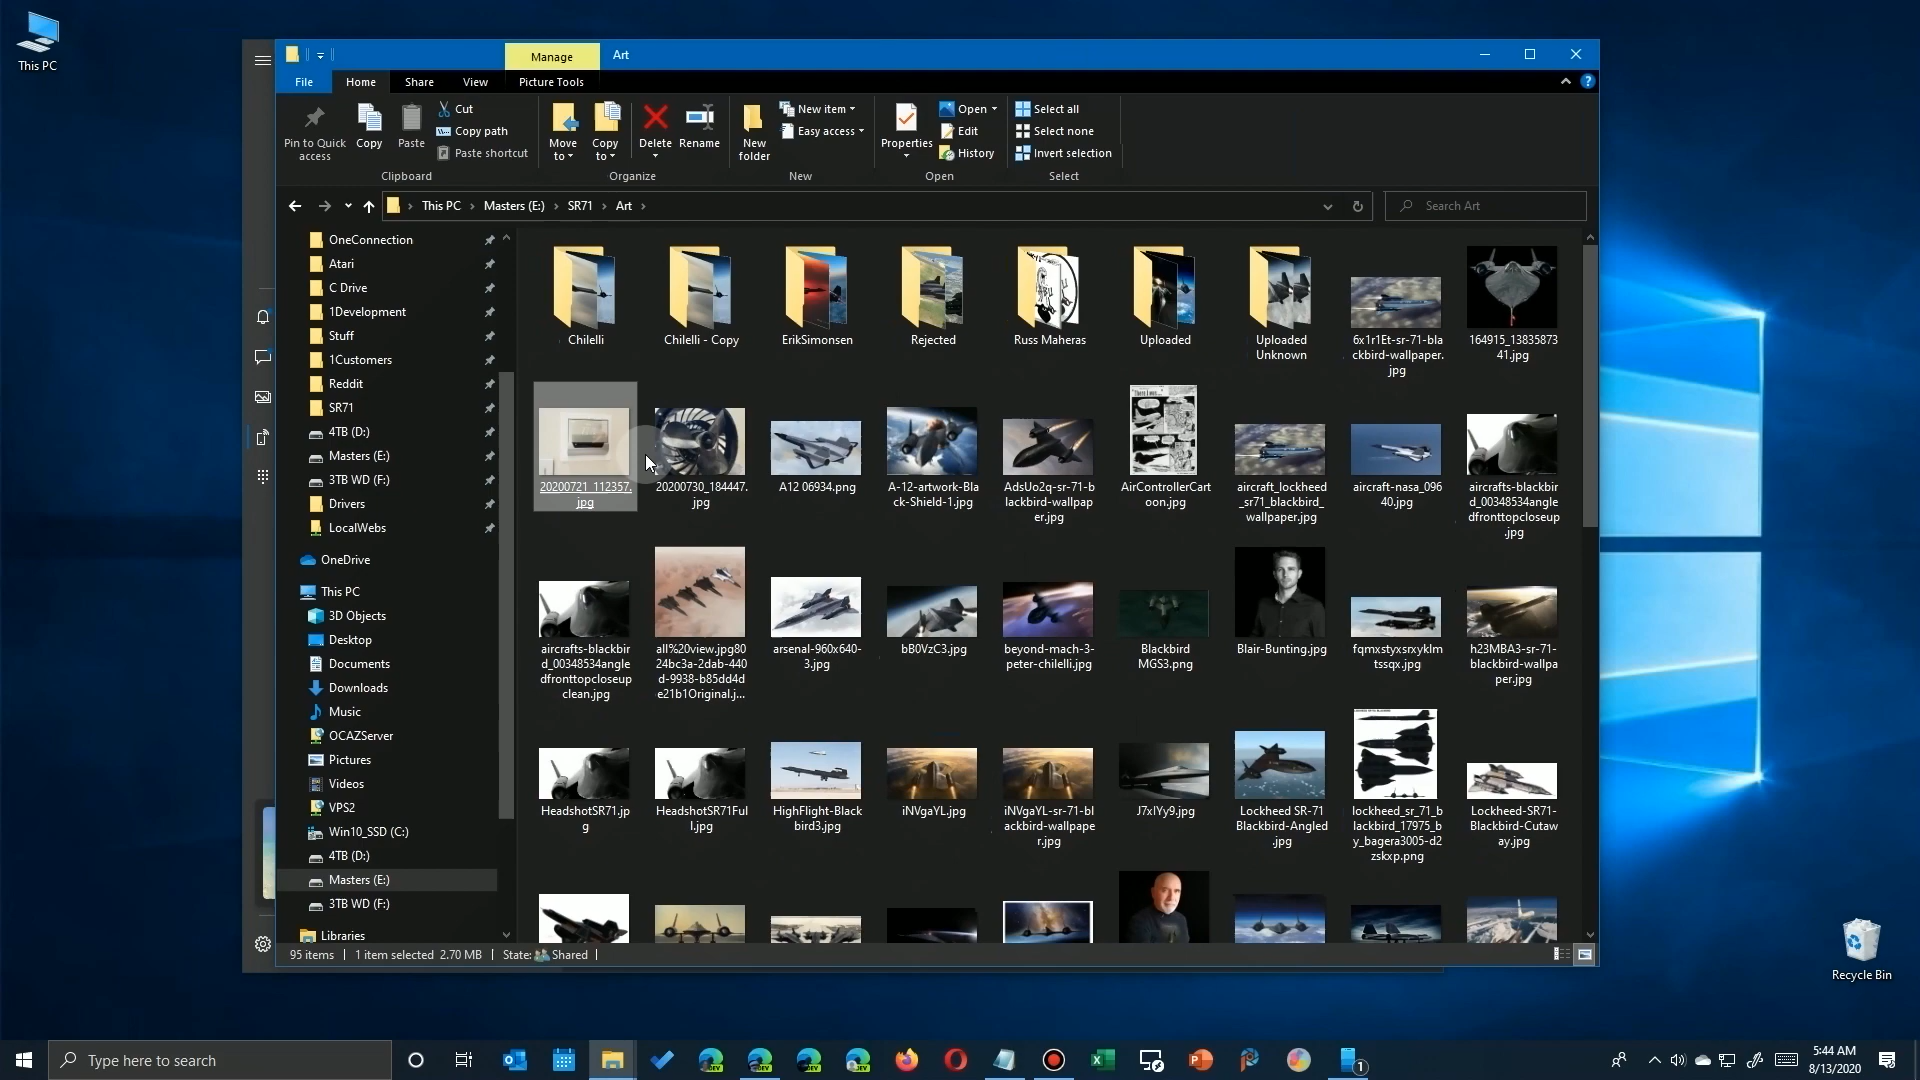 This PC
Manage
Art
File
Home
Share
View
Picture Tools
Pin to Quick
access
Copy
Paste
Cut
Copy path
Paste shortcut
Clipboard
Move
to
Copy
to
Delete
Rename
Organize
New
folder
New item
Easy access
New
Properties
Open
Edit
History
Open
Select all
Select none
Invert selection
Select
This PC
Masters (E:)
SR71
Art
Search Art
OneConnection
Atari
C Drive
1Development
Stuff
1Customers
Reddit
SR71
4TB (D:)
Masters (E:)
3TB WD (F:)
Drivers
LocalWebs
OneDrive
This PC
3D Objects
Desktop
Documents
Downloads
Music
OCAZServer
Pictures
Videos
VPS2
Win10_SSD (C:)
4TB (D:)
Masters (E:)
3TB WD (F:)
Libraries
Chilelli
Chilelli - Copy
ErikSimonsen
Rejected
Russ Maheras
Uploaded
Uploaded
Unknown
6x1r1Et-sr-71-bla
ckbird-wallpaper.
jpg
164915_13835873
41.jpg
20200721_112357.
jpg
20200730_184447.
jpg
A12 06934.png
A-12-artwork-Bla
ck-Shield-1.jpg
AdsUo2q-sr-71-b
lackbird-wallpap
er.jpg
AirControllerCart
oon.jpg
aircraft_lockheed
_sr71_blackbird_
wallpaper.jpg
aircraft-nasa_096
40.jpg
aircrafts-blackbir
d_00348534angle
dfronttopcloseup
.jpg
aircrafts-blackbir
d_00348534angle
dfronttopcloseup
clean.jpg
all%20view.jpg80
24bc3a-2dab-440
d-9938-b85dd4d
e21b1Original.j...
arsenal-960x640-
3.jpg
bB0VzC3.jpg
beyond-mach-3-
peter-chilelli.jpg
Blackbird
MGS3.png
Blair-Bunting.jpg
fqmxstyxsrxyklm
tssqx.jpg
h23MBA3-sr-71-
blackbird-wallpa
per.jpg
HeadshotSR71.jp
g
HeadshotSR71Ful
l.jpg
HighFlight-Black
bird3.jpg
iNVgaYL.jpg
iNVgaYL-sr-71-bl
ackbird-wallpape
r.jpg
J7xlYy9.jpg
Lockheed SR-71
Blackbird-Angled
.jpg
lockheed_sr_71_b
lackbird_17975_b
y_bagera3005-d2
zskxp.png
Lockheed-SR71-
Blackbird-Cutaw
ay.jpg
95 items
1 item selected 2.70 MB
State: Shared
Recycle Bin
Type here to search
5:44 AM
8/13/2020